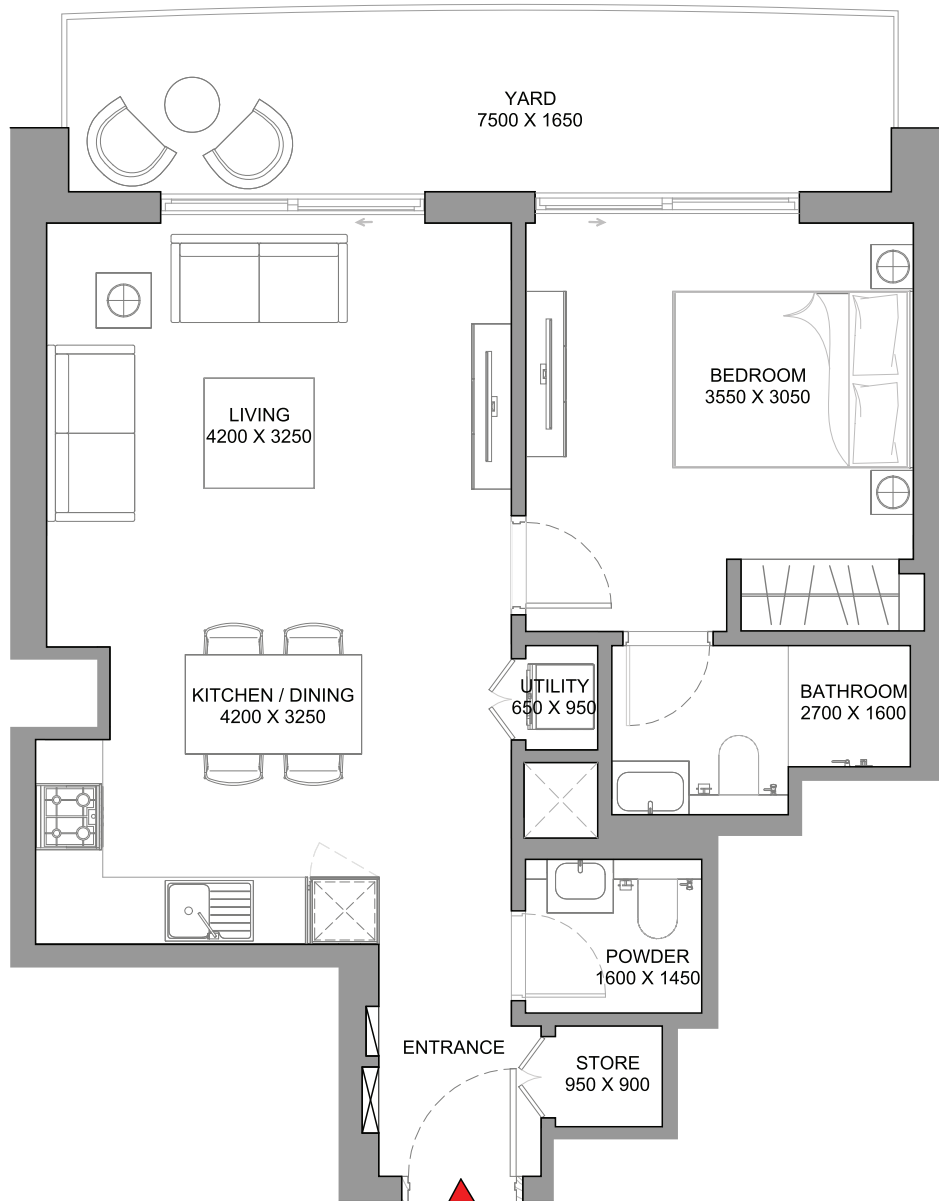 YARD
7500 X 1650
BEDROOM
3550 X 3050
LIVING
4200 X 3250
KITCHEN / DINING
4200 X 3250
UTILITY
650 X 950
BATHROOM
2700 X 1600
POWDER
1600 X 1450
ENTRANCE
STORE
950 X 900